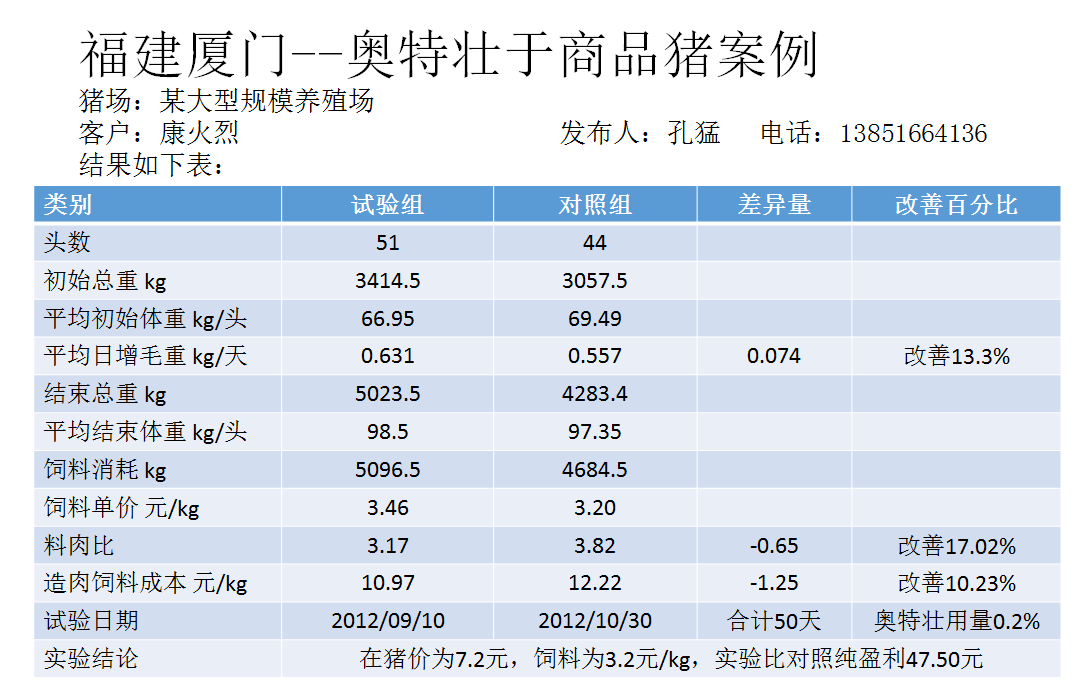 福建厦门--奥特壮于商品猪案例
猪场：某大型规模养殖场
客户：康火烈 发布人：孔猛 电话：13851664136
结果如下表：
类别 试验组 对照组 差异量 改善百分比
头数 51 44
初始总重 kg 3414.5 3057.5
平均初始体重 kg/头 66.95 69.49
平均日增毛重 kg/天 0.631 0.557 0.074 改善13.3%
结束总重 kg 5023.5 4283.4
平均结束体重 kg/头 98.5 97.35
饲料消耗 kg 5096.5 4684.5
饲料单价 元/kg 3.46 3.20
料肉比 3.17 3.82 -0.65 改善17.02%
造肉饲料成本 元/kg 10.97 12.22 -1.25 改善10.23%
试验日期 2012/09/10 2012/10/30 合计50天 奥特壮用量0.2%
实验结论 在猪价为7.2元，饲料为3.2元/kg，实验比对照纯盈利47.50元